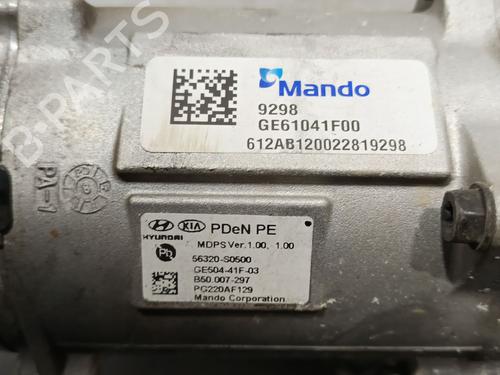 Mando
9298
GE61041F00
612AB120022819298
PA-1
HYUNDAI KIA PDeN PE
MDPS Ver.1.00, 1.00
Pb
56320-S0500
GE504-41F-03
B50.007-297
PG220AF129
Mando Corporation
B-Parts